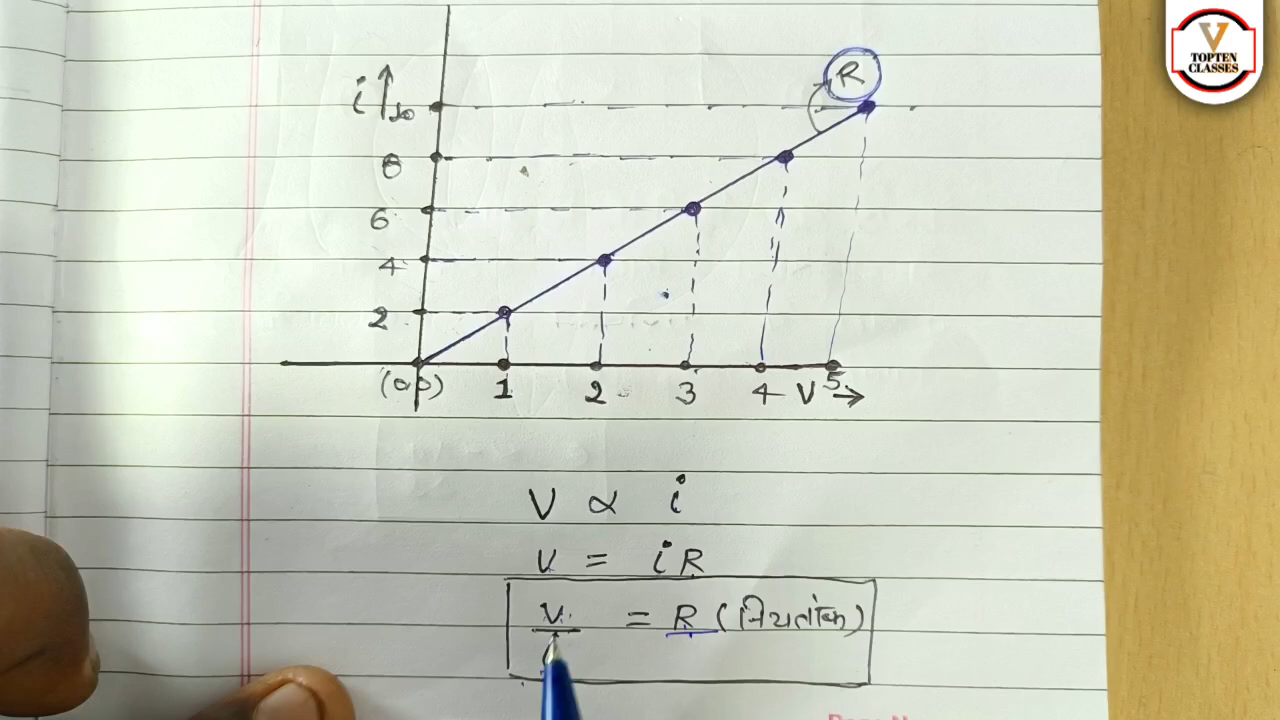 V
TOPTEN
CLASSES
R
i 10
8
6
4
2
(0,0) 1 2 3 4 V 5
V ∝ i
V = iR
V = R (नियतांक)